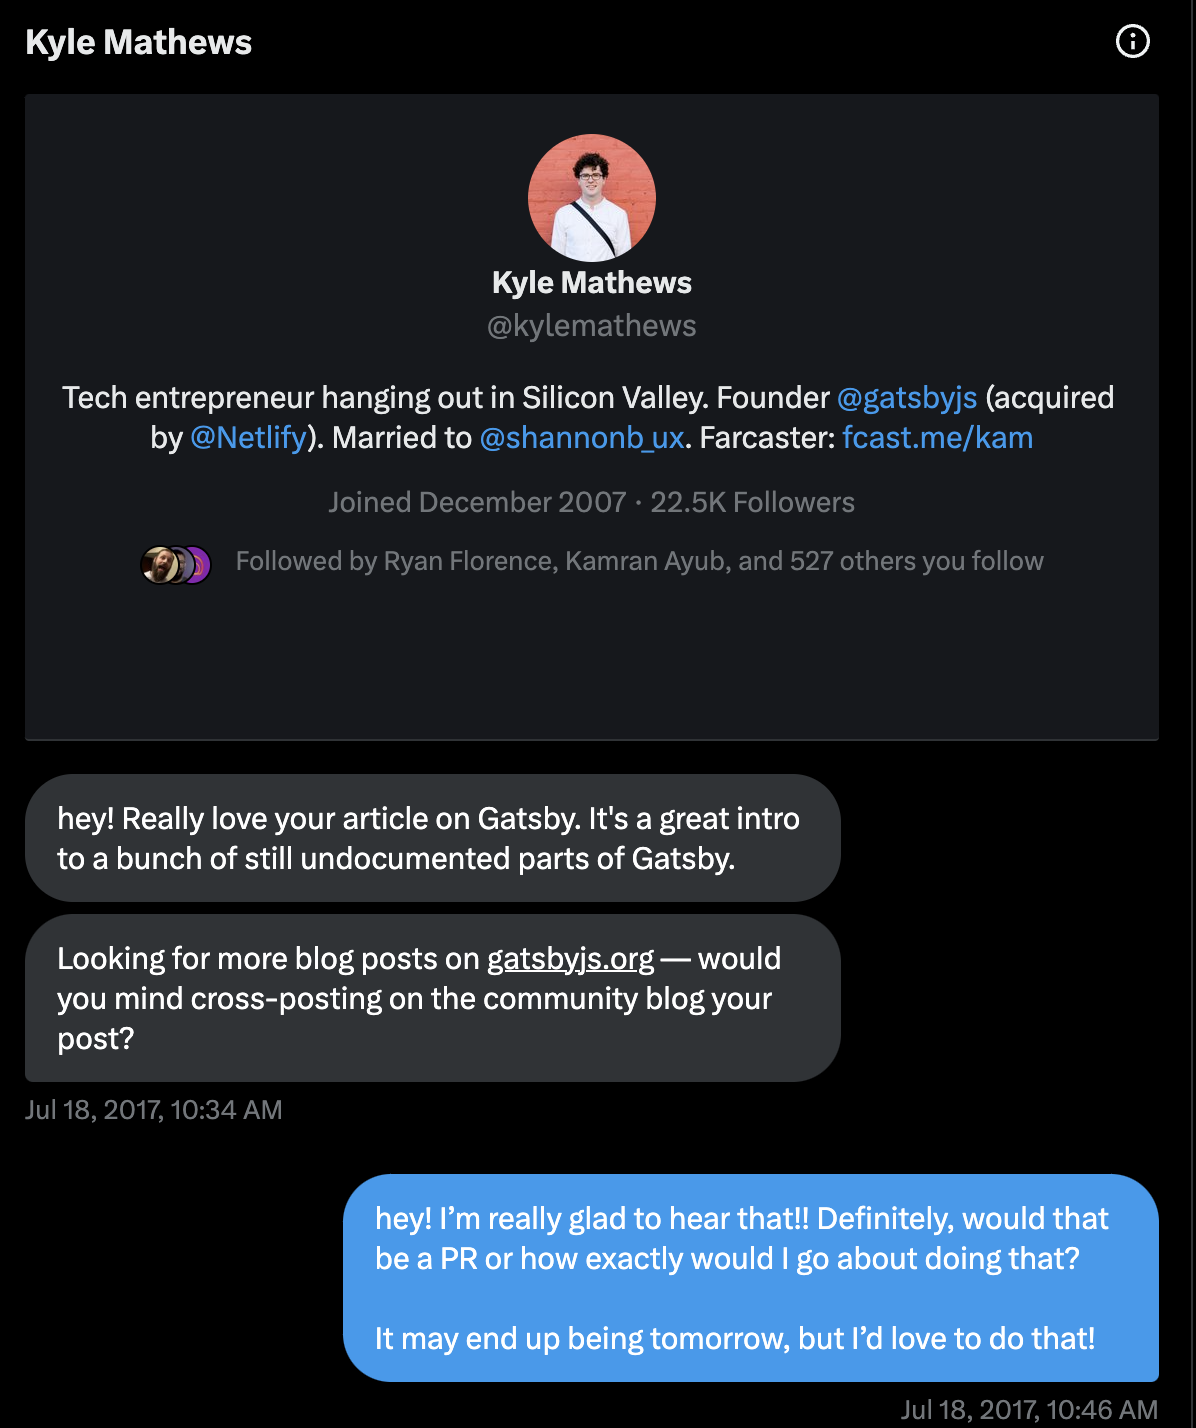 Kyle Mathews
Kyle Mathews
@kylemathews
Tech entrepreneur hanging out in Silicon Valley. Founder @gatsbyjs (acquired
by @Netlify). Married to @shannonb_ux. Farcaster: fcast.me/kam
Joined December 2007 · 22.5K Followers
Followed by Ryan Florence, Kamran Ayub, and 527 others you follow
hey! Really love your article on Gatsby. It's a great intro
to a bunch of still undocumented parts of Gatsby.
Looking for more blog posts on gatsbyjs.org — would
you mind cross-posting on the community blog your
post?
Jul 18, 2017, 10:34 AM
hey! I’m really glad to hear that!! Definitely, would that
be a PR or how exactly would I go about doing that?
It may end up being tomorrow, but I’d love to do that!
Jul 18, 2017, 10:46 AM